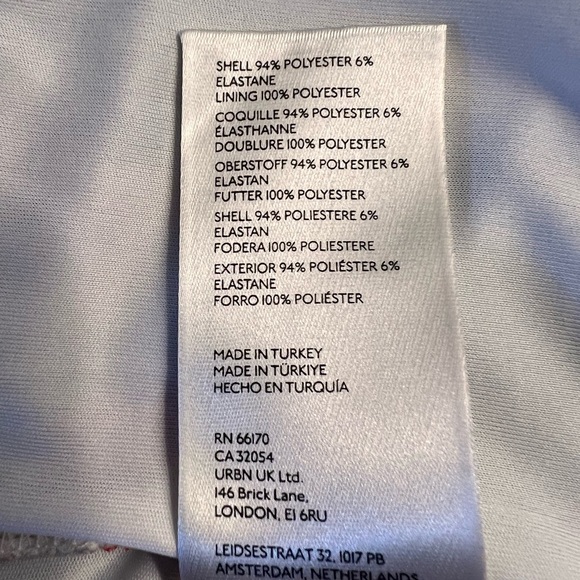 SHELL 94% POLYESTER 6%
ELASTANE
LINING 100% POLYESTER
COQUILLE 94% POLYESTER 6%
ÉLASTHANNE
DOUBLURE 100% POLYESTER
OBERSTOFF 94% POLYESTER 6%
ELASTAN
FUTTER 100% POLYESTER
SHELL 94% POLIESTERE 6%
ELASTAN
FODERA 100% POLIESTERE
EXTERIOR 94% POLIÉSTER 6%
ELASTANE
FORRO 100% POLIÉSTER
MADE IN TURKEY
MADE IN TÜRKIYE
HECHO EN TURQUÍA
RN 66170
CA 32054
URBN UK Ltd.
146 Brick Lane,
LONDON, E1 6RU
LEIDSESTRAAT 32, 1017 PB
AMSTERDAM, NETHERLANDS